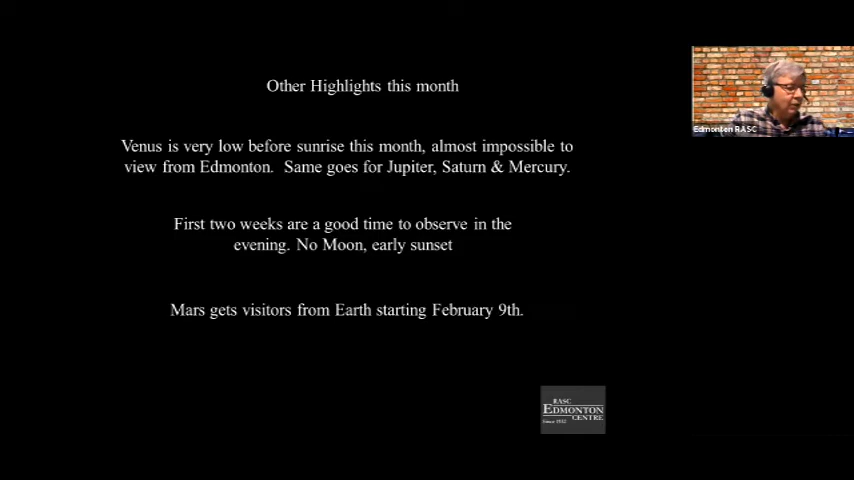 Other Highlights this month
Venus is very low before sunrise this month, almost impossible to
view from Edmonton. Same goes for Jupiter, Saturn & Mercury.
First two weeks are a good time to observe in the
evening. No Moon, early sunset
Mars gets visitors from Earth starting February 9th.
Edmonton RASC
RASC
EDMONTON
CENTRE
Since 1932